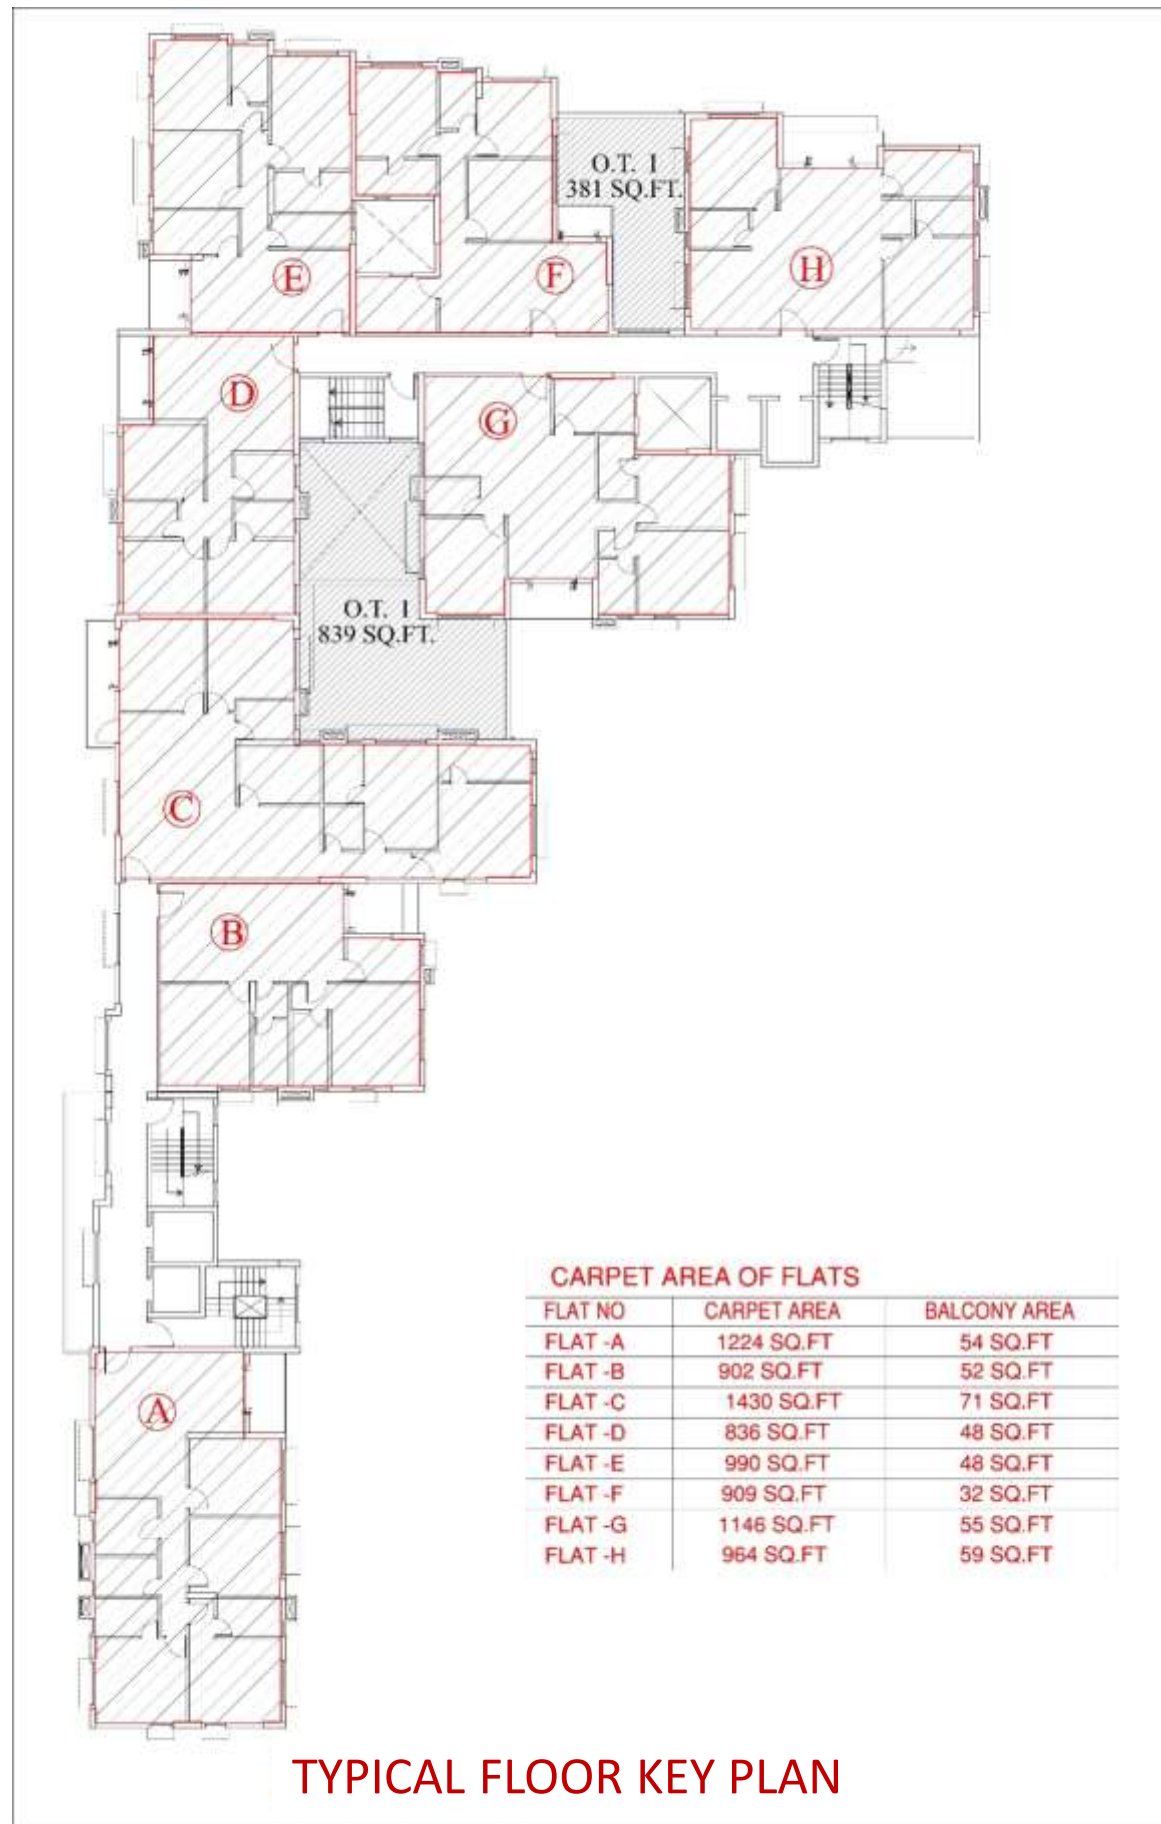 O.T. 1
381 SQ.FT.
E
F
H
D
G
O.T. 1
839 SQ.FT.
C
B
A
CARPET AREA OF FLATS
FLAT NO CARPET AREA BALCONY AREA
FLAT -A 1224 SQ.FT 54 SQ.FT
FLAT -B 902 SQ.FT 52 SQ.FT
FLAT -C 1430 SQ.FT 71 SQ.FT
FLAT -D 836 SQ.FT 48 SQ.FT
FLAT -E 990 SQ.FT 48 SQ.FT
FLAT -F 909 SQ.FT 32 SQ.FT
FLAT -G 1146 SQ.FT 55 SQ.FT
FLAT -H 964 SQ.FT 59 SQ.FT
TYPICAL FLOOR KEY PLAN